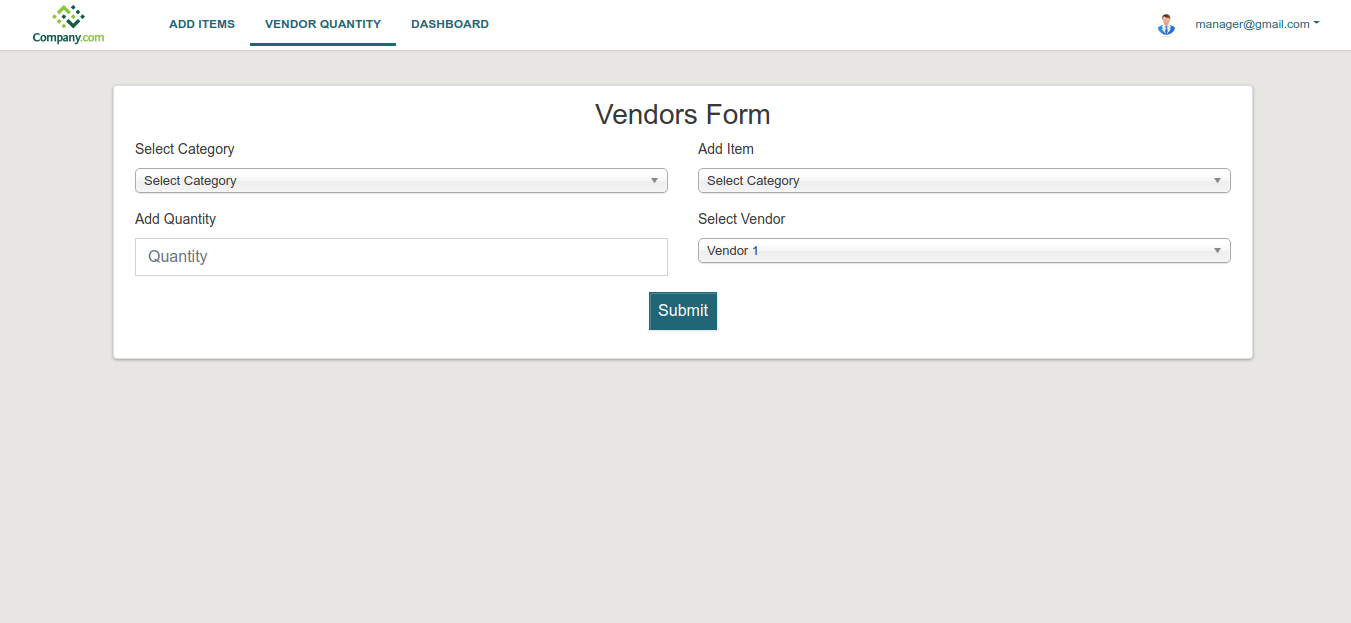 Company.com
ADD ITEMS VENDOR QUANTITY DASHBOARD manager@gmail.com
Vendors Form
Select Category Add Item
Select Category Select Category
Add Quantity Select Vendor
Quantity Vendor 1
Submit